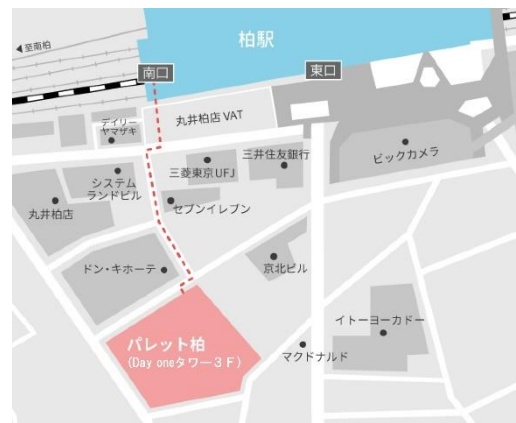 柏駅
◀至南柏
南口
東口
デイリー
ヤマザキ
丸井柏店 VAT
三井住友銀行
ビックカメラ
システム
ランドビル
三菱東京UFJ
丸井柏店
セブンイレブン
ドン・キホーテ
京北ビル
イトーヨーカドー
パレット柏
(Day oneタワー3F)
マクドナルド